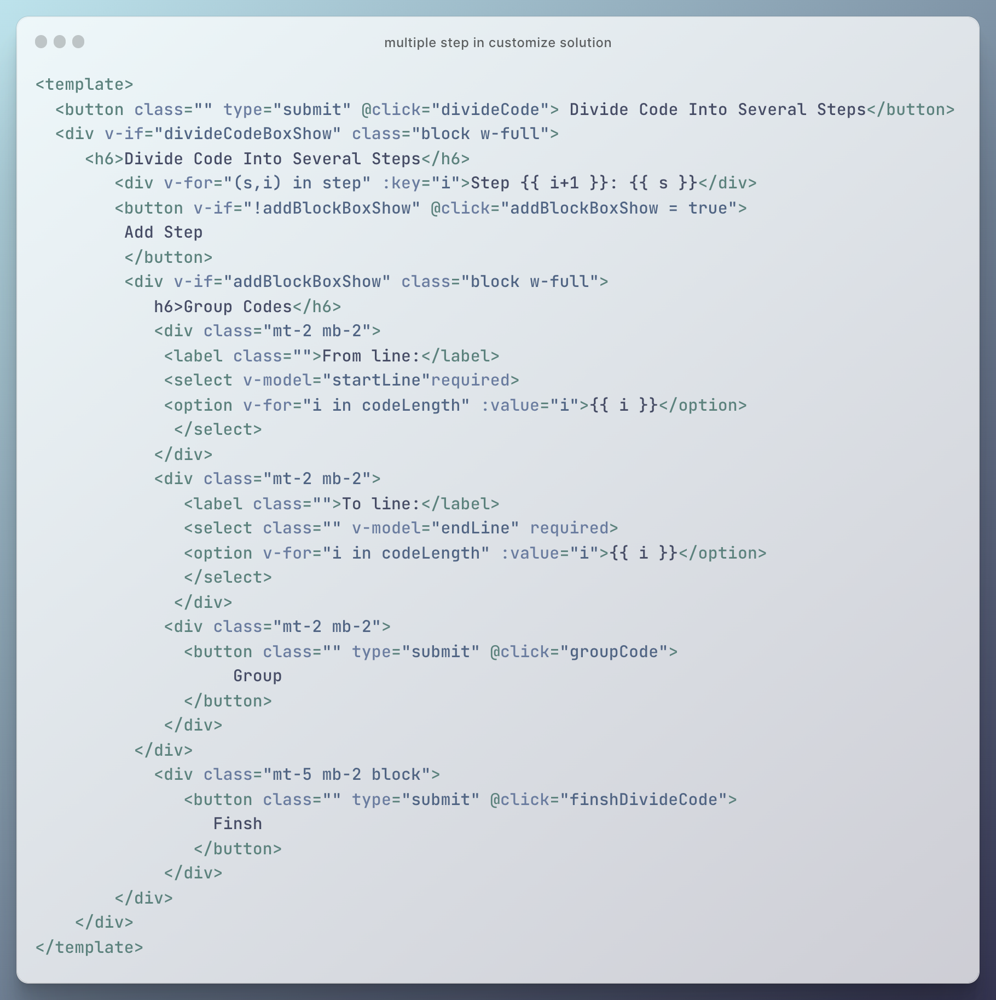 multiple step in customize solution
<template>
  <button class="" type="submit" @click="divideCode"> Divide Code Into Several Steps</button>
  <div v-if="divideCodeBoxShow" class="block w-full">
     <h6>Divide Code Into Several Steps</h6>
        <div v-for="(s,i) in step" :key="i">Step {{ i+1 }}: {{ s }}</div>
        <button v-if="!addBlockBoxShow" @click="addBlockBoxShow = true">
         Add Step
         </button>
         <div v-if="addBlockBoxShow" class="block w-full">
            h6>Group Codes</h6>
            <div class="mt-2 mb-2">
             <label class="">From line:</label>
             <select v-model="startLine"required>
             <option v-for="i in codeLength" :value="i">{{ i }}</option>
              </select>
            </div>
            <div class="mt-2 mb-2">
               <label class="">To line:</label>
               <select class="" v-model="endLine" required>
               <option v-for="i in codeLength" :value="i">{{ i }}</option>
               </select>
              </div>
             <div class="mt-2 mb-2">
               <button class="" type="submit" @click="groupCode">
                    Group
               </button>
             </div>
          </div>
            <div class="mt-5 mb-2 block">
               <button class="" type="submit" @click="finshDivideCode">
                  Finsh
                </button>
             </div>
        </div>
    </div>
</template>